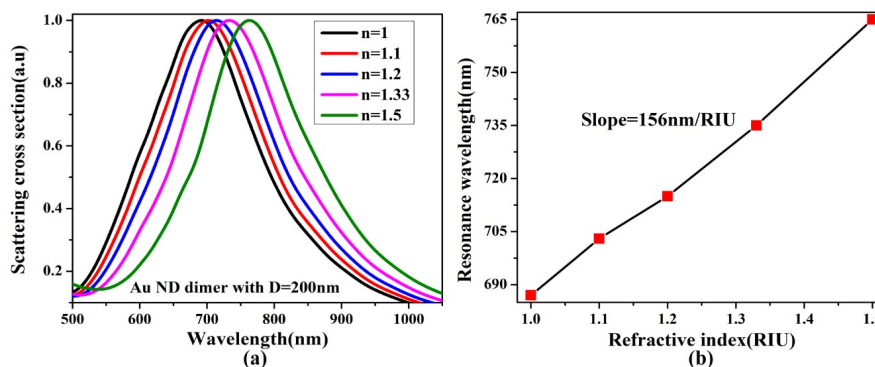 Scattering cross section(a.u)
1.0
0.8
0.6
0.4
0.2
n=1
n=1.1
n=1.2
n=1.33
n=1.5
Au ND dimer with D=200nm
500
600
700
800
900
1000
Wavelength(nm)
(a)
Resonance wavelength(nm)
765
750
735
720
705
690
Slope=156nm/RIU
1.0
1.1
1.2
1.3
1.4
Refractive index(RIU)
(b)